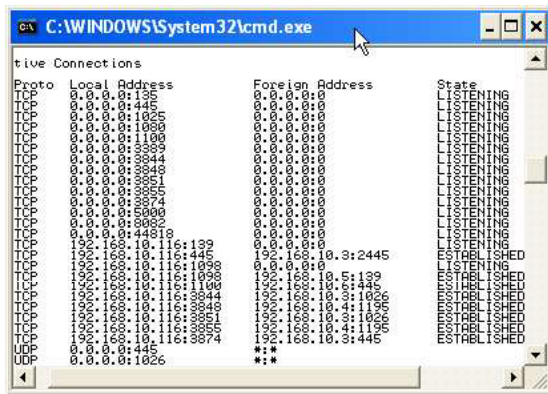 C:\WINDOWS\System32\cmd.exe
tive Connections
Proto Local Address Foreign Address State
TCP 0.0.0.0:135 0.0.0.0:0 LISTENING
TCP 0.0.0.0:445 0.0.0.0:0 LISTENING
TCP 0.0.0.0:1025 0.0.0.0:0 LISTENING
TCP 0.0.0.0:1080 0.0.0.0:0 LISTENING
TCP 0.0.0.0:1100 0.0.0.0:0 LISTENING
TCP 0.0.0.0:3389 0.0.0.0:0 LISTENING
TCP 0.0.0.0:3844 0.0.0.0:0 LISTENING
TCP 0.0.0.0:3848 0.0.0.0:0 LISTENING
TCP 0.0.0.0:3851 0.0.0.0:0 LISTENING
TCP 0.0.0.0:3855 0.0.0.0:0 LISTENING
TCP 0.0.0.0:3874 0.0.0.0:0 LISTENING
TCP 0.0.0.0:5000 0.0.0.0:0 LISTENING
TCP 0.0.0.0:8082 0.0.0.0:0 LISTENING
TCP 0.0.0.0:44818 0.0.0.0:0 LISTENING
TCP 192.168.10.116:139 0.0.0.0:0 LISTENING
TCP 192.168.10.116:445 192.168.10.3:2445 ESTABLISHED
TCP 192.168.10.116:1098 0.0.0.0:0 LISTENING
TCP 192.168.10.116:1098 192.168.10.5:139 ESTABLISHED
TCP 192.168.10.116:1100 192.168.10.6:445 ESTABLISHED
TCP 192.168.10.116:3844 192.168.10.3:1026 ESTABLISHED
TCP 192.168.10.116:3848 192.168.10.4:1195 ESTABLISHED
TCP 192.168.10.116:3851 192.168.10.3:1026 ESTABLISHED
TCP 192.168.10.116:3855 192.168.10.4:1195 ESTABLISHED
TCP 192.168.10.116:3874 192.168.10.3:445 ESTABLISHED
UDP 0.0.0.0:445 *:*
UDP 0.0.0.0:1026 *:*